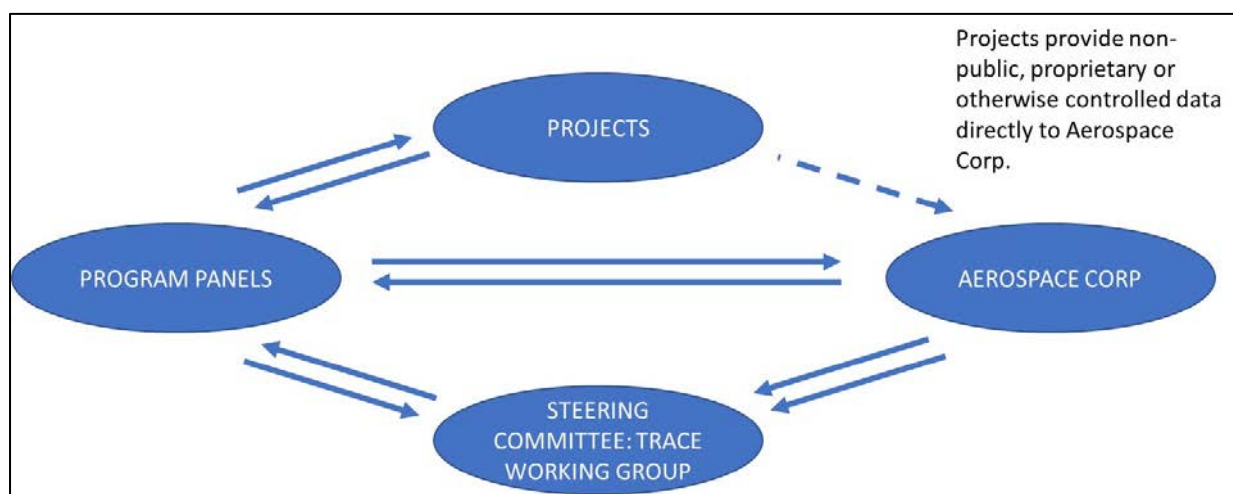 Projects provide non-
public, proprietary or
otherwise controlled data
directly to Aerospace
Corp.
PROJECTS
PROGRAM PANELS
AEROSPACE CORP
STEERING
COMMITTEE: TRACE
WORKING GROUP